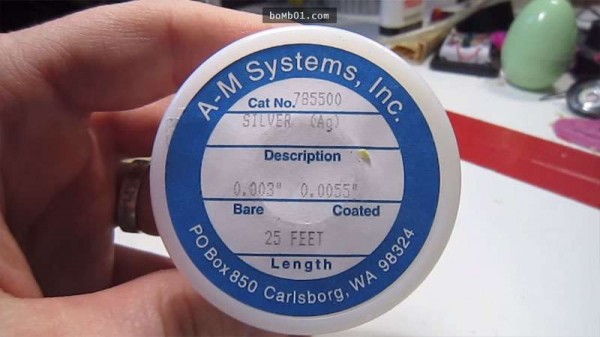 boMb01.com
A-M Systems, Inc.
Cat No. 785500
SILVER (Ag)
Description
0.003" 0.0055"
Bare Coated
25 FEET
Length
PO Box 850 Carlsborg, WA 98324